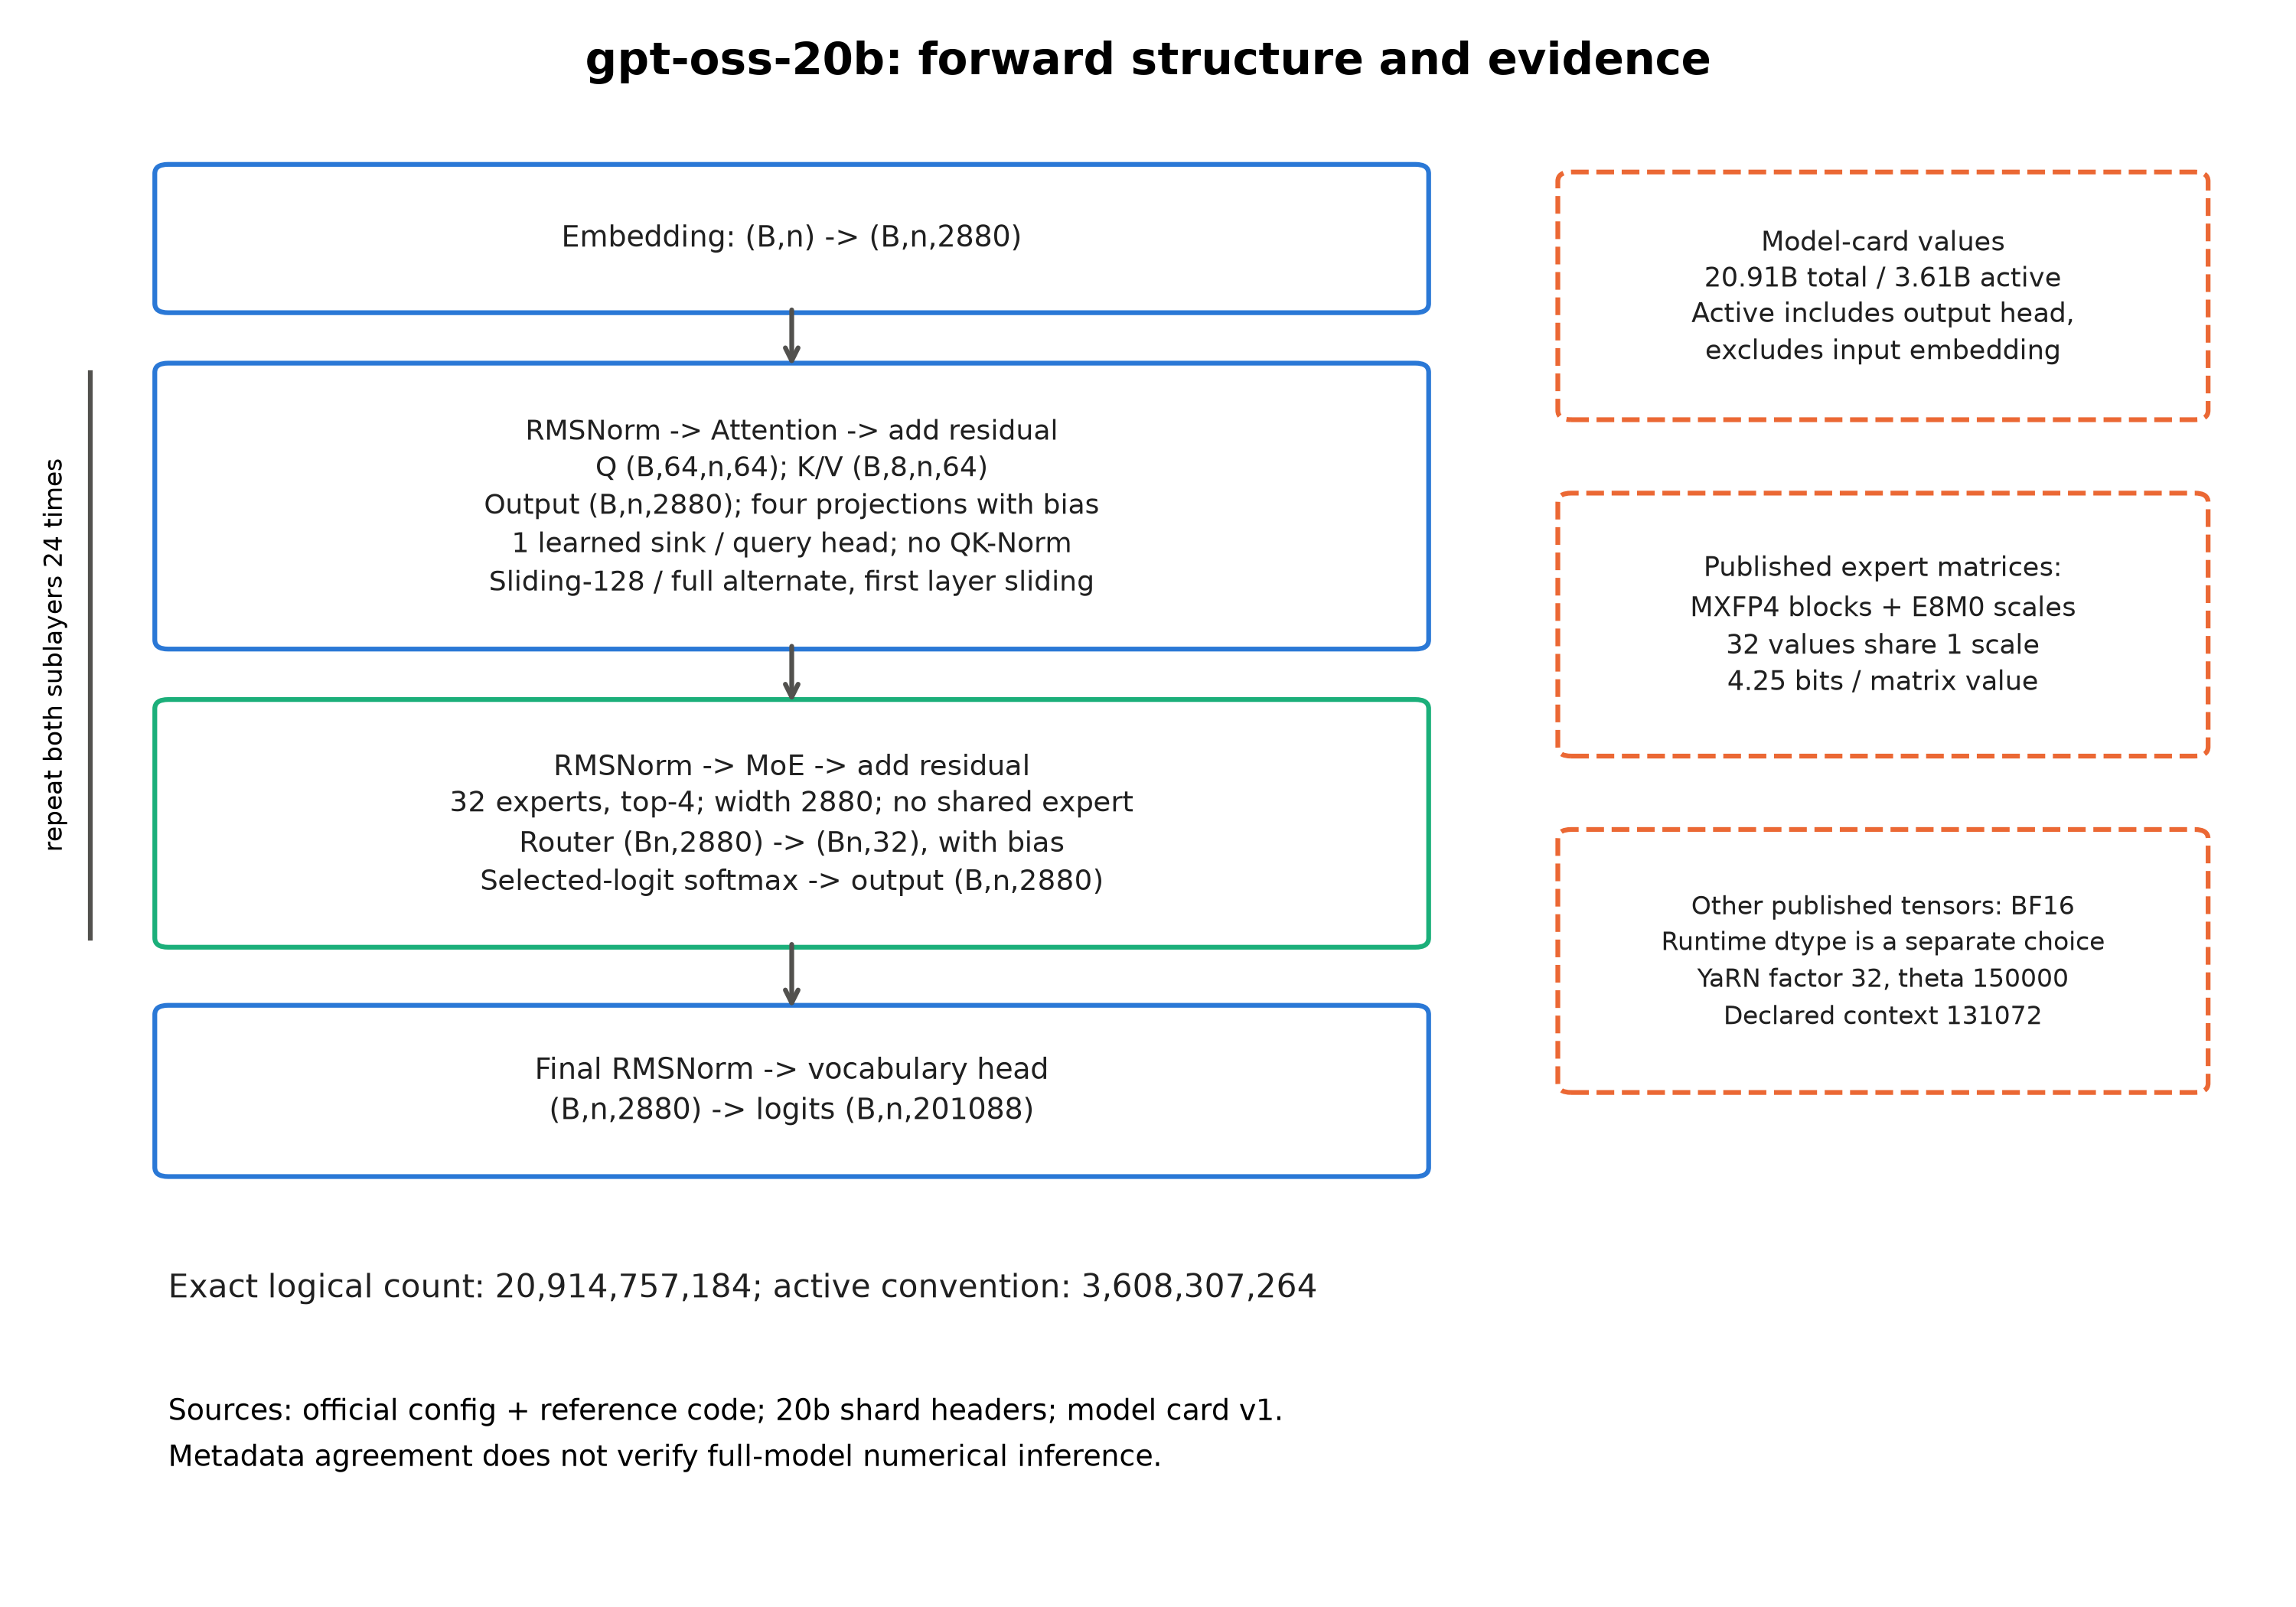 gpt-oss-20b: forward structure and evidence
Embedding: (B,n) -> (B,n,2880)
repeat both sublayers 24 times
RMSNorm -> Attention -> add residual
Q (B,64,n,64); K/V (B,8,n,64)
Output (B,n,2880); four projections with bias
1 learned sink / query head; no QK-Norm
Sliding-128 / full alternate, first layer sliding
RMSNorm -> MoE -> add residual
32 experts, top-4; width 2880; no shared expert
Router (Bn,2880) -> (Bn,32), with bias
Selected-logit softmax -> output (B,n,2880)
Final RMSNorm -> vocabulary head
(B,n,2880) -> logits (B,n,201088)
Model-card values
20.91B total / 3.61B active
Active includes output head,
excludes input embedding
Published expert matrices:
MXFP4 blocks + E8M0 scales
32 values share 1 scale
4.25 bits / matrix value
Other published tensors: BF16
Runtime dtype is a separate choice
YaRN factor 32, theta 150000
Declared context 131072
Exact logical count: 20,914,757,184; active convention: 3,608,307,264
Sources: official config + reference code; 20b shard headers; model card v1.
Metadata agreement does not verify full-model numerical inference.